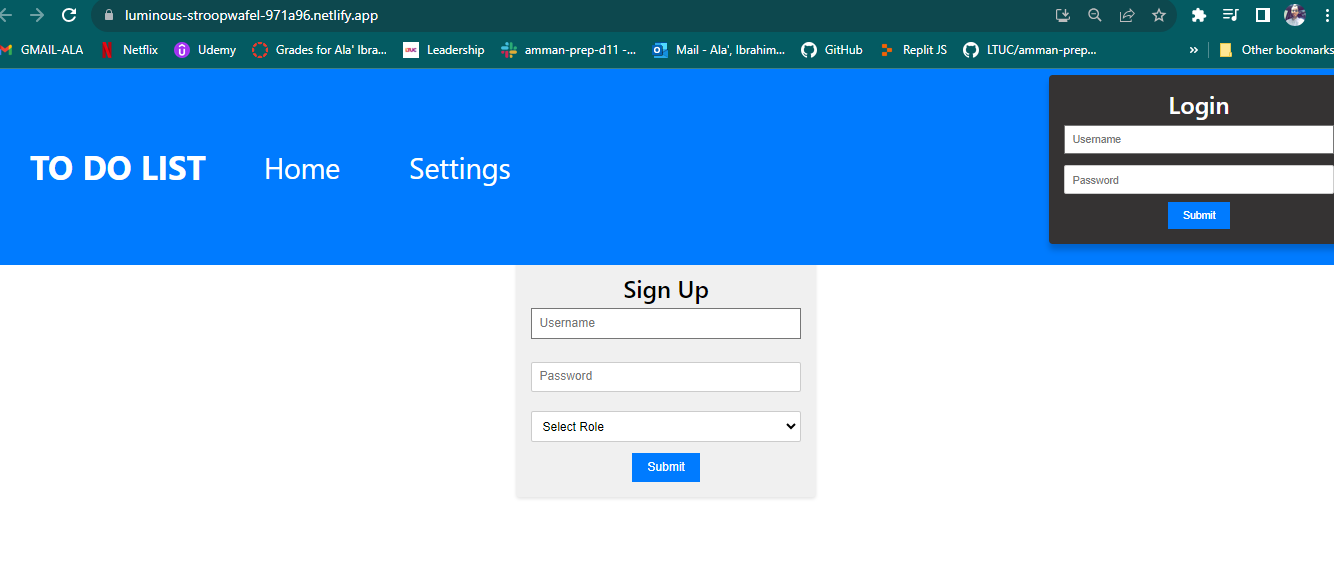 luminous-stroopwafel-971a96.netlify.app
GMAIL-ALA Netflix Udemy Grades for Ala' Ibra... Leadership amman-prep-d11 -... Mail - Ala', Ibrahim... GitHub Replit JS LTUC/amman-prep... » Other bookmarks
Login
Username
Password
Submit
TO DO LIST Home Settings
Sign Up
Username
Password
Select Role
Submit